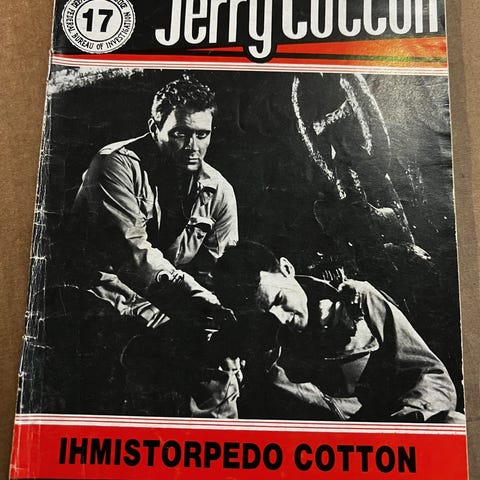 Jerry Cotton
17
FEDERAL BUREAU OF INVESTIGATION
IHMISTORPEDO COTTON